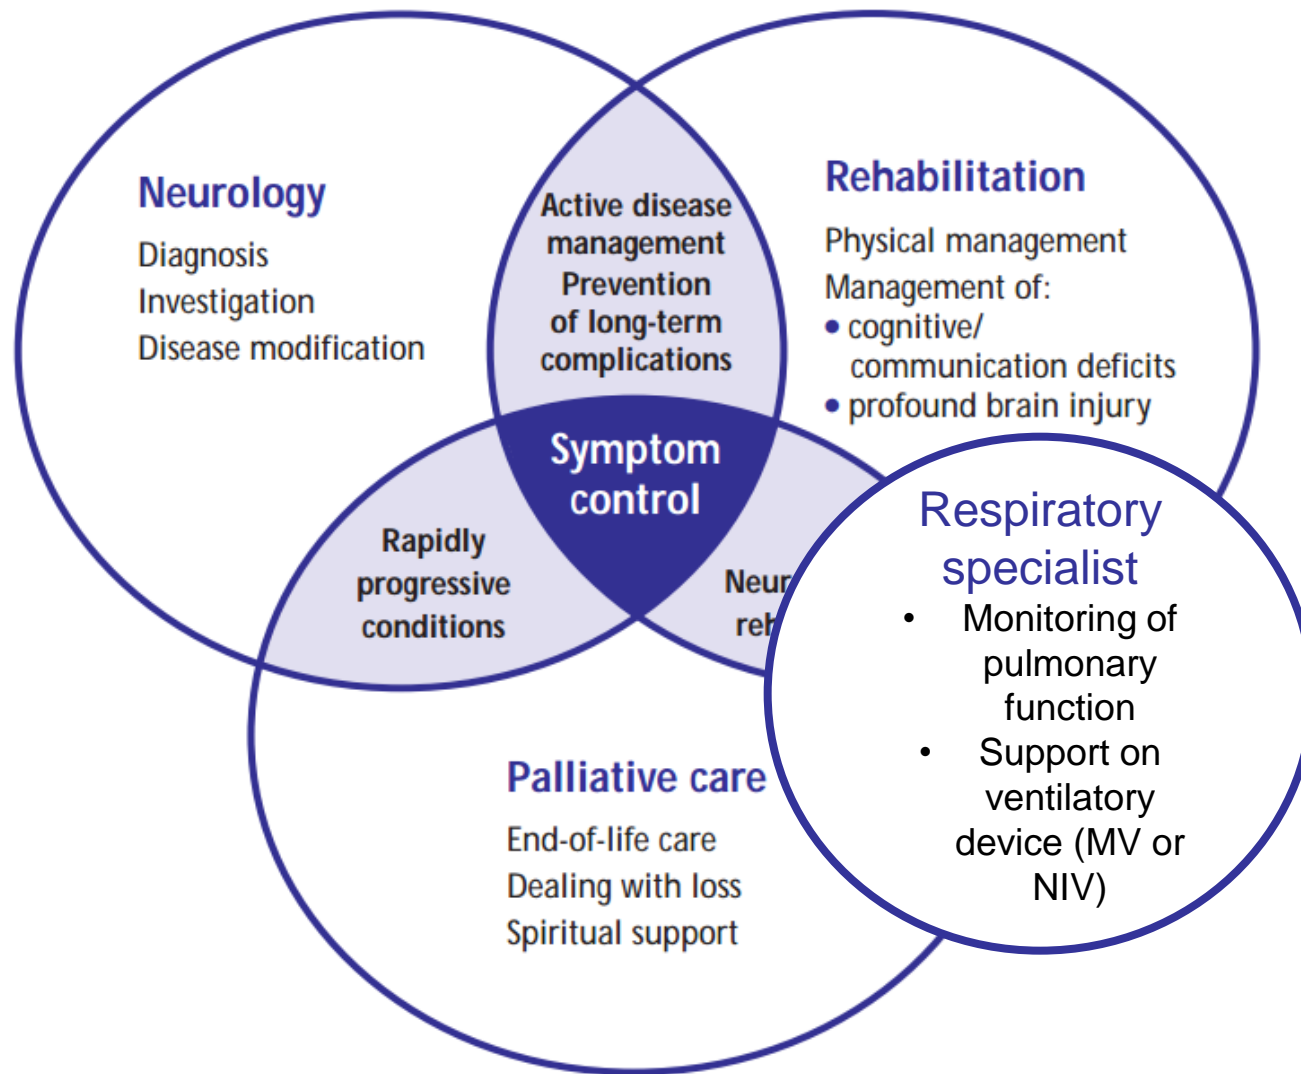 Neurology
Diagnosis
Investigation
Disease modification
Active disease
management
Prevention
of long-term
complications
Rehabilitation
Physical management
Management of:
• cognitive/
communication deficits
• profound brain injury
Symptom
control
Rapidly
progressive
conditions
Respiratory
specialist
• Monitoring of
pulmonary
function
• Support on
ventilatory
device (MV or
NIV)
Palliative care
End-of-life care
Dealing with loss
Spiritual support